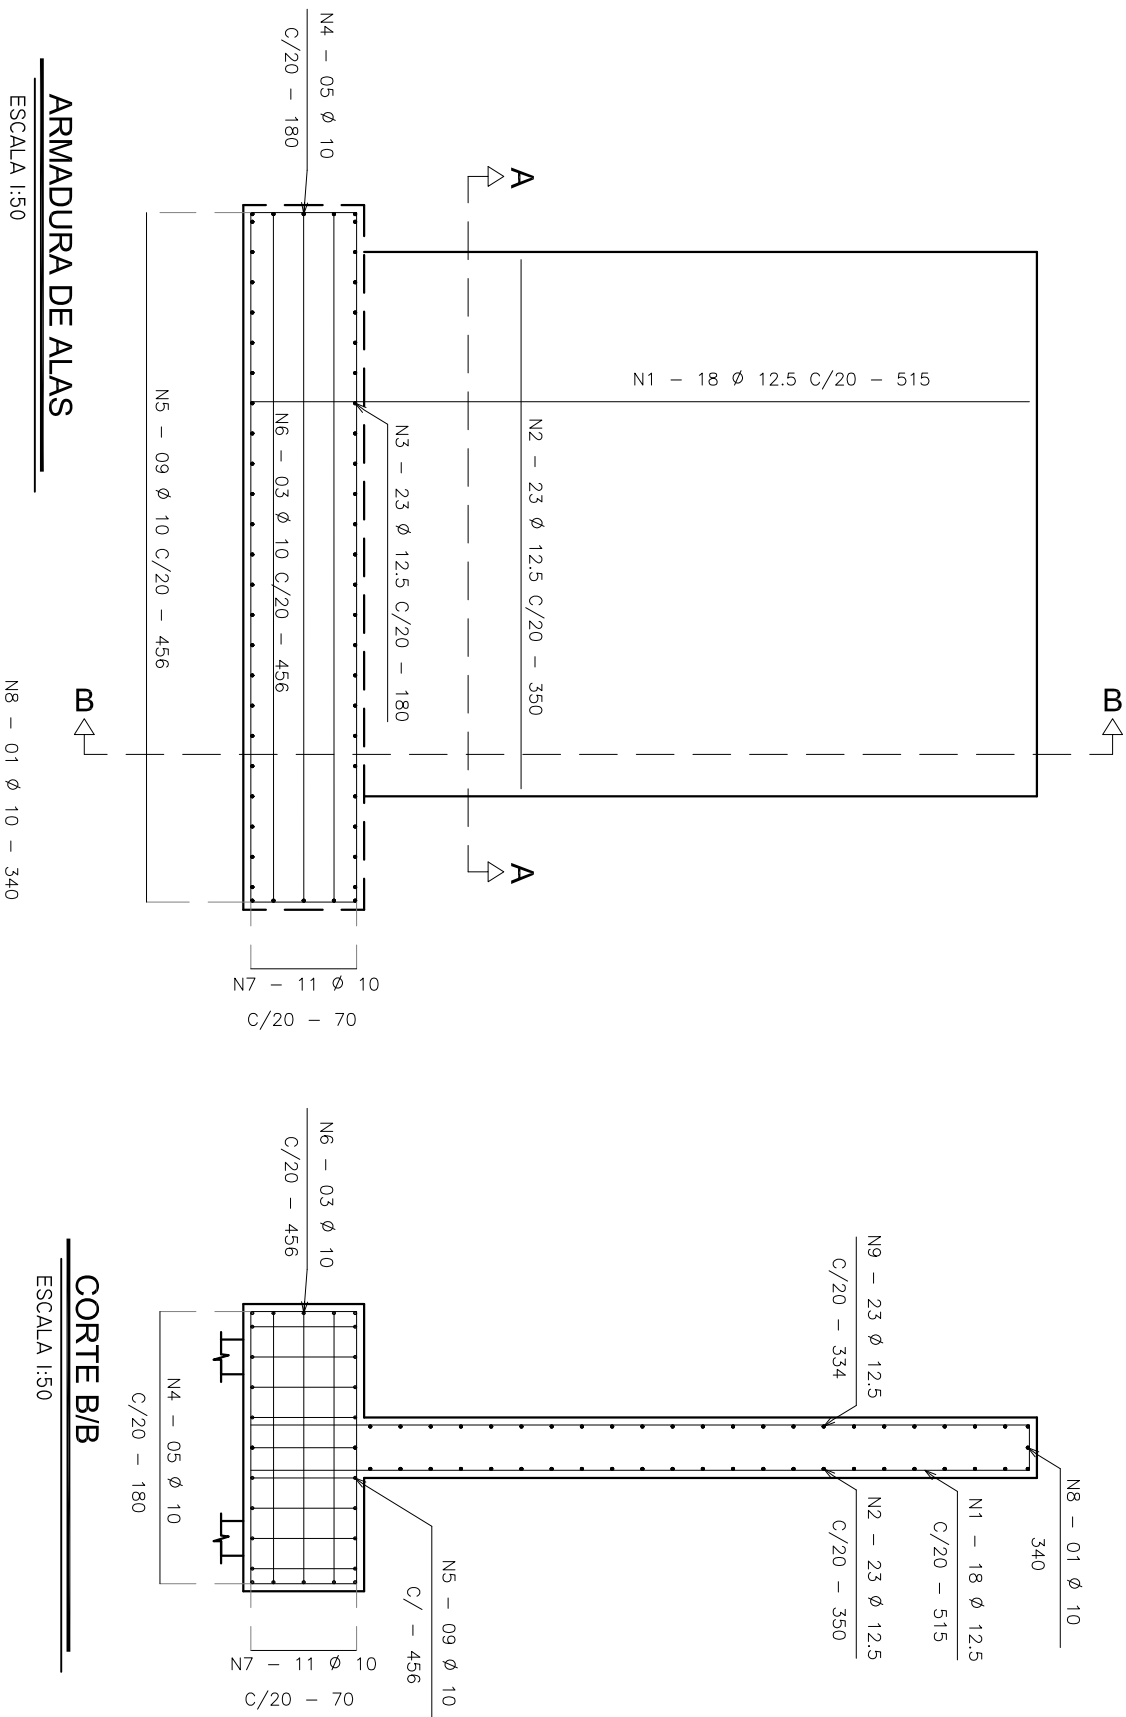 N4 - 05 Ø 10
C/20 - 180
A
A
N1 - 18 Ø 12.5 C/20 - 515
N2 - 23 Ø 12.5 C/20 - 350
N3 - 23 Ø 12.5 C/20 - 180
N6 - 03 Ø 10 C/20 - 456
N5 - 09 Ø 10 C/20 - 456
B
B
N7 - 11 Ø 10
C/20 - 70
ARMADURA DE ALAS
ESCALA 1:50
N8 - 01 Ø 10 - 340
N6 - 03 Ø 10
C/20 - 456
N9 - 23 Ø 12.5
C/20 - 334
N8 - 01 Ø 10
340
N1 - 18 Ø 12.5
C/20 - 515
N2 - 23 Ø 12.5
C/20 - 350
N5 - 09 Ø 10
C/ - 456
N4 - 05 Ø 10
C/20 - 180
N7 - 11 Ø 10
C/20 - 70
CORTE B/B
ESCALA 1:50